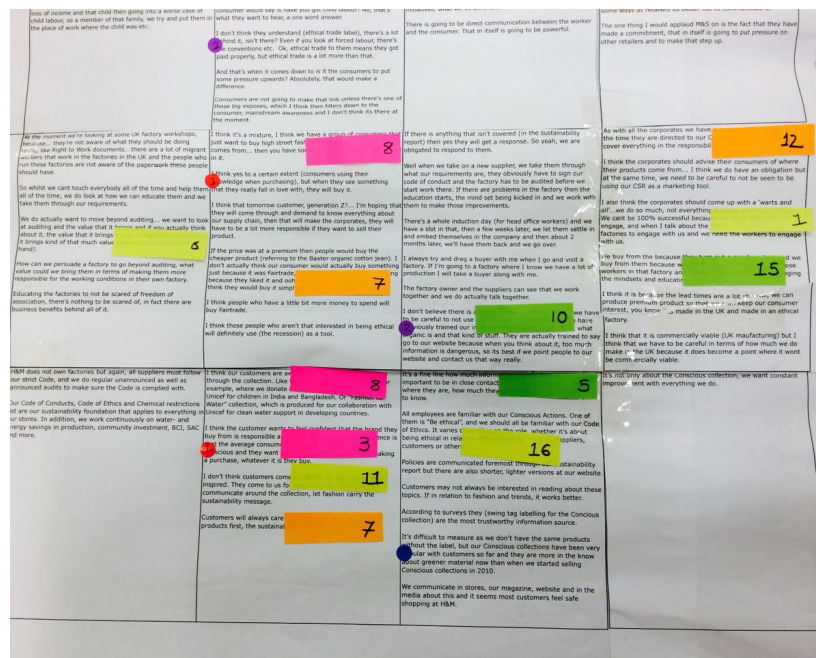 loss of income and that child then going into a worse case of
child labour, so a member of that family, we try and put them in
the place of work where the child was etc.
what they want to hear, a one word answer.
I don't think they understand (ethical trade label), there's a lot
behind it, isn't there? Even if you look at forced labour, there's
conventions etc. Ok, ethical trade to them means they got
paid properly, but ethical trade is a lot more than that.
And that's when it comes down to is it the consumers to put
some pressure upwards? Absolutely, that would make a
difference.
Consumers are not going to make that link unless there's one of
those big exposes, which I think then filters down to the
consumer, mainstream awareness and I don't think its there at
the moment.
There is going to be direct communication between the worker
and the consumer. That in itself is going to be powerful.
The one thing I would applaud M&S on is the fact that they have
made a commitment, that in itself is going to put pressure on
other retailers and to make that step up.
At the moment we're looking at some UK factory workshops,
because... they're not aware of what they should be doing
really, like Right to Work documents... there are a lot of migrant
workers that work in the factories in the UK and the people who
run these factories are not aware of the paperwork these people
should have.
So whilst we cant touch everybody all of the time and help them
all of the time, we do look at how we can educate them and we
take them through our requirements.
We do actually want to move beyond auditing... we want to look
at auditing and the value that it brings and if you actually think
about it, the value that it brings
it brings kind of that much value
hand).
6
How can we persuade a factory to go beyond auditing, what
value could we bring them in terms of making them more
responsible for the working conditions in their own factory.
Educating the factories to not be scared of freedom of
association, there's nothing to be scared of, in fact there are
business benefits behind all of it.
I think it's a mixture, I think we have a group of consumers that
just want to buy high street fash
comes from... then you have so
in it.
8
I think yes to a certain extent (consumers using their
knowledge when purchasing), but when they see something
that they really fall in love with, they will buy it.
I think that tomorrow customer, generation Z?... I'm hoping that
they will come through and demand to know everything about
our supply chain, then that will make the corporates, they will
have to be a lot more responsible if they want to sell their
product.
If the price was at a premium then people would buy the
cheaper product (referring to the Baxter organic cotton jean). I
don't actually think our consumer would actually buy something
just because it was Fairtrade,
because they liked it and ooh
think they would buy it simpl
7
I think people who have a little bit more money to spend will
buy Fairtrade.
I think those people who aren't that interested in being ethical
will definitely use (the recession) as a tool.
If there is anything that isn't covered (in the sustainability
report) then yes they will get a response. So yeah, we are
obligated to respond to them.
Well when we take on a new supplier, we take them through
what our requirements are, they obviously have to sign our
code of conduct and the factory has to be audited before we
start work there. If there are problems in the factory then the
education starts, the mind set being kicked in and we work with
them to make those improvements.
There's a whole induction day (for head office workers) and we
have a slot in that, then a few weeks later, we let them settle in
and embed themselves in the company and then about 2
months later, we'll have them back and we go over.
I always try and drag a buyer with me when I go and visit a
factory. If I'm going to a factory where I know we have a lot of
production I will take a buyer along with me.
The factory owner and the suppliers can see that we work
together and we do actually talk together.
I don't believe there is
we have
to be careful to not use
have
viously trained our
what
organic is and that kind of stuff. They are actually trained to say
go to our website because when you think about it, too much
information is dangerous, so its best if we point people to our
website and contact us that way really.
10
As with all the corporates we have
the time they are directed to our C
cover everything in the responsibil
12
I think the corporates should advise their consumers of where
their products come from... I think we do have an obligation but
at the same time, we need to be careful to not be seen to be
using our CSR as a marketing tool.
I also think the corporates should come up with a 'warts and
all'...we do so much, not everything
We cant be 100% successful becau
engage, and when I talk about the
factories to engage with us and we need the workers to engage
with us.
1
buy from the because
buy from them because w
workers in that factory an
the mindsets and educatin
15
I think it is because the lead times are a lot shorter, we can
produce premium product so that we can keep our consumer
interest, you know its made in the UK and made in an ethical
factory.
I think that it is commercially viable (UK maufacturing) but I
think that we have to be careful in terms of how much we do
make in the UK because it does become a point where it wont
be commercially viable.
H&M does not own factories but again, all suppliers must follow
our strict Code, and we do regular unannounced as well as
announced audits to make sure the Code is complied with.
Our Code of Conducts, Code of Ethics and Chemical restrictions
list are our sustainability foundation that applies to everything in
our stores. In addition, we work continuously on water- and
energy savings in production, community investment, BCI, SAC
and more.
I think our customers are aw
through the collection. Like
example, where we donate
Unicef for children in India and Bangladesh. Or
Water" collection, which is produced for our collaboration with
Unicef for clean water support in developing countries.
8
I think the customer wants to feel confident that the brand they
buy from is responsible a
the average consum
scious and they want
a purchase, whatever it is they buy.
3
I don't think customers come
inspired. They come to us fo
communicate around the collection, let fashion carry the
sustainability message.
11
Customers will always care
products first, the sustainal
7
It's a fine line how much inform
important to be in close contact
where they are, how much they
to know.
5
All employees are familiar with our Conscious Actions. One of
them is "Be ethical", and we should all be familiar with our Code
of Ethics. It varies
role, whether it's about
being ethical in rela
suppliers,
customers or other
16
Policies are communicated foremost through our sustainability
report but there are also shorter, lighter versions at our website.
Customers may not always be interested in reading about these
topics. If in relation to fashion and trends, it works better.
According to surveys they (swing tag labelling for the Concious
collection) are the most trustworthy information source.
It's difficult to measure as we don't have the same products
without the label, but our Conscious collections have been very
popular with customers so far and they are more in the know
about greener material now than when we started selling
Conscious collections in 2010.
We communicate in stores, our magazine, website and in the
media about this and it seems most customers feel safe
shopping at H&M.
It's not only about the Conscious collection, we want constant
improvement with everything we do.